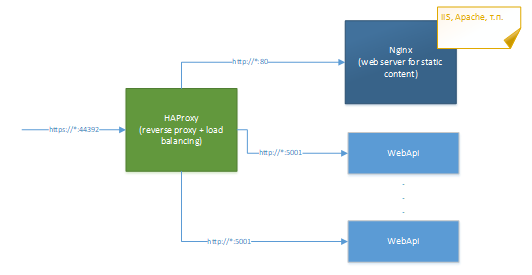 IIS, Apache, т.п.
http://*:80
Nginx
(web server for static
content)
HAProxy
(reverse proxy + load
balancing)
https://*:44392
http://*:5001
WebApi
.
.
.
http://*:5001
WebApi